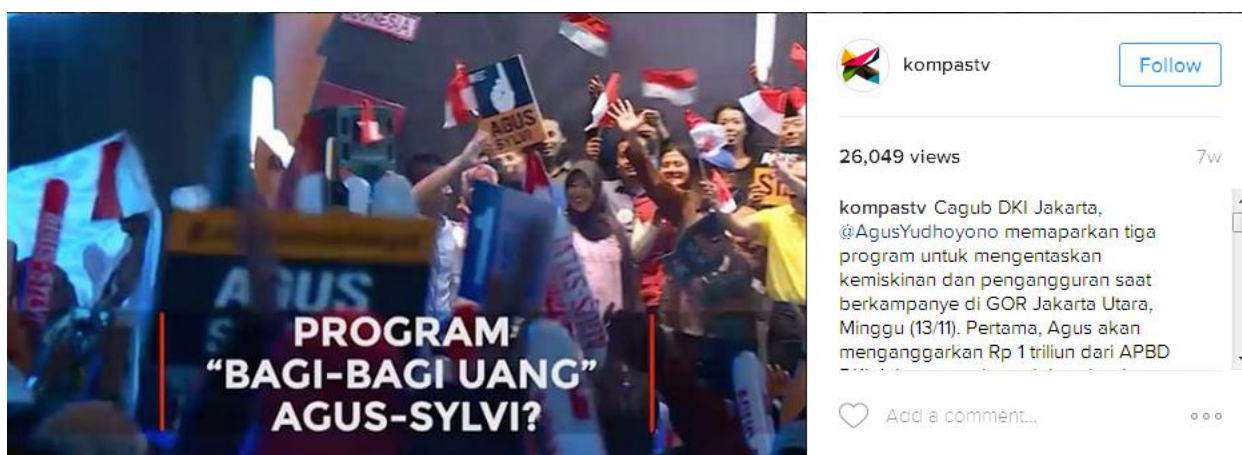 NESIA
AGUS
SYLVI
AGUS
PROGRAM
“BAGI-BAGI UANG”
AGUS-SYLVI?
kompastv
Follow
26,049 views
7w
kompastv Cagub DKI Jakarta,
@AgusYudhoyono memaparkan tiga
program untuk mengentaskan
kemiskinan dan pengangguran saat
berkampanye di GOR Jakarta Utara,
Minggu (13/11). Pertama, Agus akan
menganggarkan Rp 1 triliun dari APBD
Add a comment...